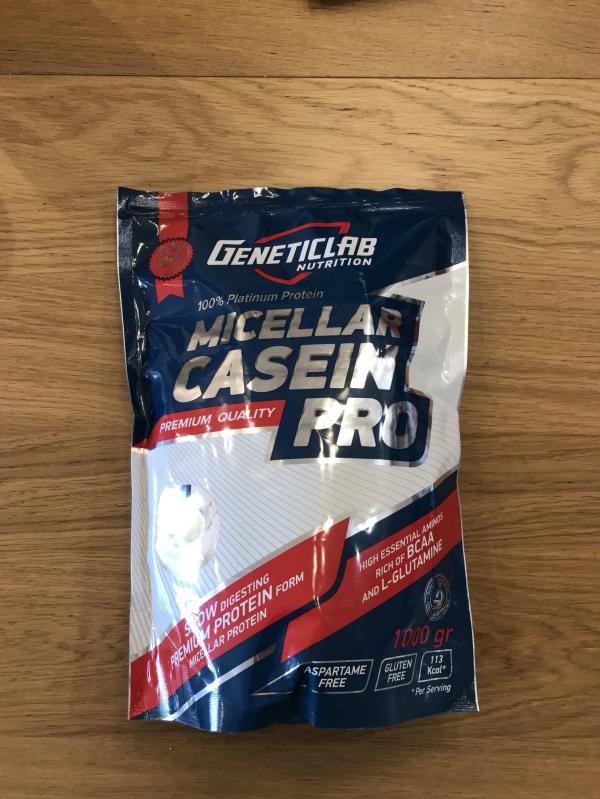 GENETICLAB
NUTRITION
100% Platinum Protein
MICELLAR
CASEIN
PRO
PREMIUM QUALITY
SLOW DIGESTING
PREMIUM PROTEIN FORM
MICELLAR PROTEIN
HIGH ESSENTIAL AMINOS
RICH OF BCAA
AND L-GLUTAMINE
1000 gr
ASPARTAME
FREE
GLUTEN
FREE
113
Kcal*
*Per Serving